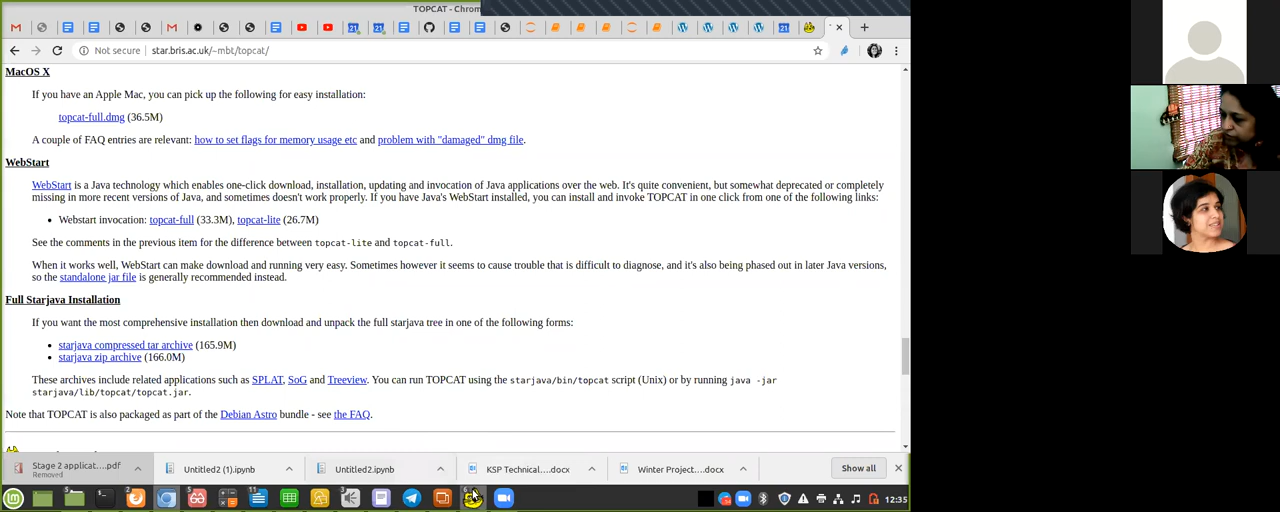 TOPCAT - Chrom
Not secure star.bris.ac.uk/~mbt/topcat/
MacOS X
If you have an Apple Mac, you can pick up the following for easy installation:
topcat-full.dmg (36.5M)
A couple of FAQ entries are relevant: how to set flags for memory usage etc and problem with "damaged" dmg file.
WebStart
WebStart is a Java technology which enables one-click download, installation, updating and invocation of Java applications over the web. It's quite convenient, but somewhat deprecated or completely
missing in more recent versions of Java, and sometimes doesn't work properly. If you have Java's WebStart installed, you can install and invoke TOPCAT in one click from one of the following links:
• Webstart invocation: topcat-full (33.3M), topcat-lite (26.7M)
See the comments in the previous item for the difference between topcat-lite and topcat-full.
When it works well, WebStart can make download and running very easy. Sometimes however it seems to cause trouble that is difficult to diagnose, and it's also being phased out in later Java versions,
so the standalone jar file is generally recommended instead.
Full Starjava Installation
If you want the most comprehensive installation then download and unpack the full starjava tree in one of the following forms:
• starjava compressed tar archive (165.9M)
• starjava zip archive (166.0M)
These archives include related applications such as SPLAT, SoG and Treeview. You can run TOPCAT using the starjava/bin/topcat script (Unix) or by running java -jar
starjava/lib/topcat/topcat.jar.
Note that TOPCAT is also packaged as part of the Debian Astro bundle - see the FAQ.
Stage 2 applicat....pdf
Removed
Untitled2 (1).ipynb
Untitled2.ipynb
KSP Technical....docx
Winter Project....docx
Show all
12:35